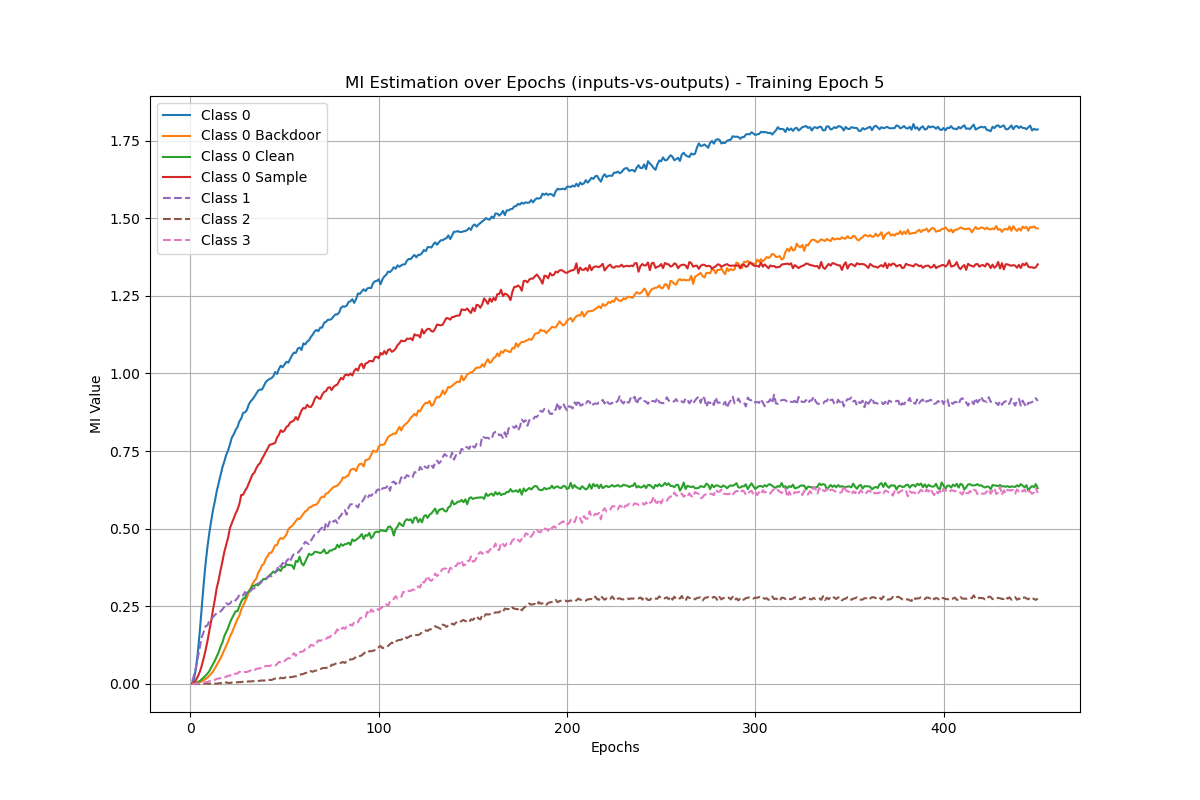 MI Estimation over Epochs (inputs-vs-outputs) - Training Epoch 5
Class 0
Class 0 Backdoor
Class 0 Clean
Class 0 Sample
Class 1
Class 2
Class 3
MI Value
1.75
1.50
1.25
1.00
0.75
0.50
0.25
0.00
0 100 200 300 400
Epochs